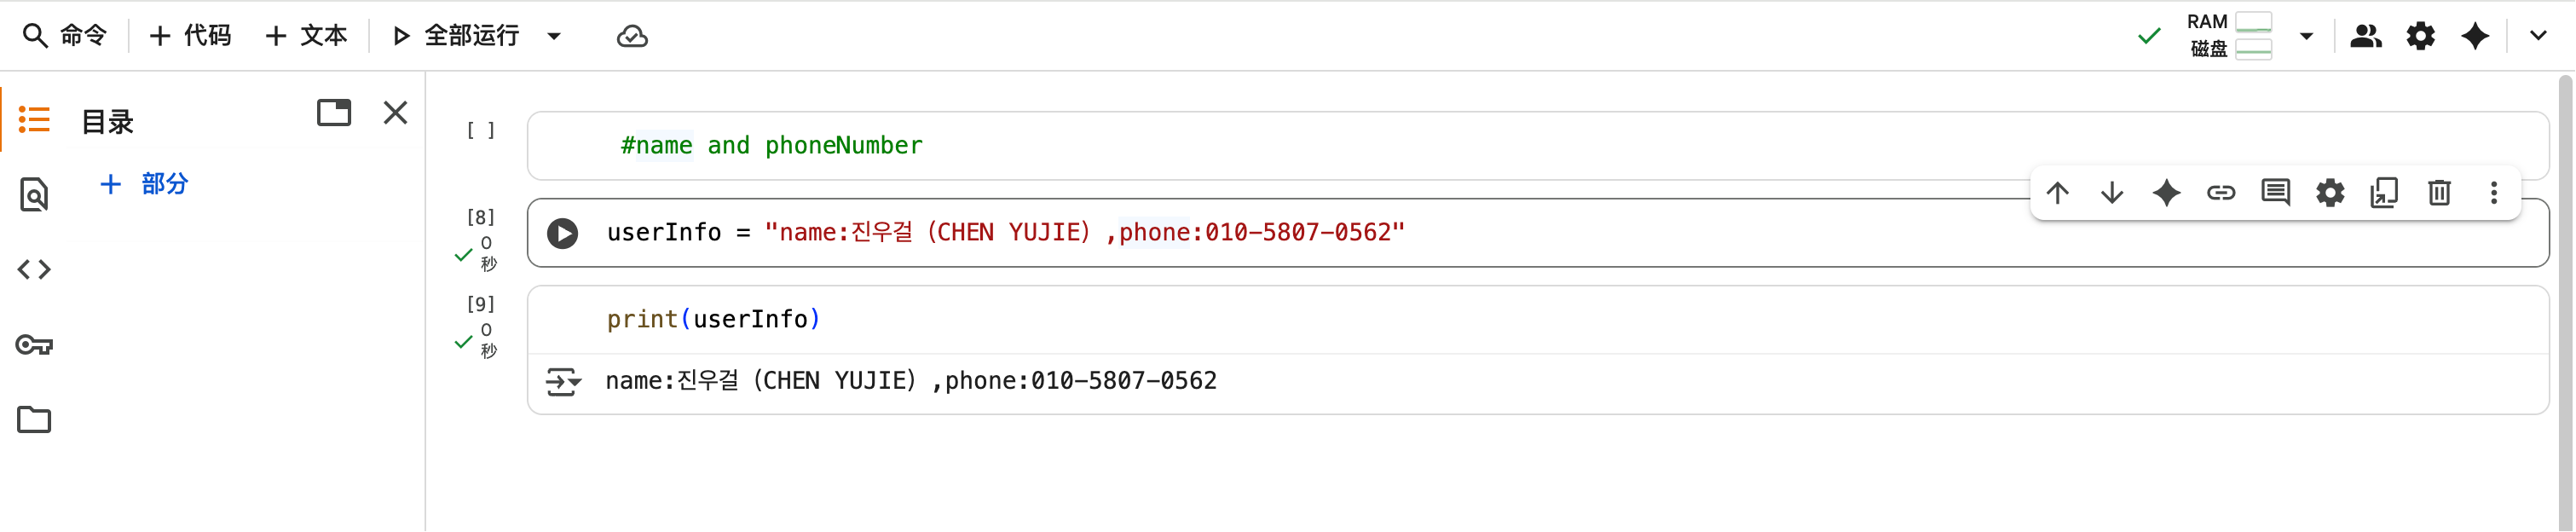 命令 + 代码 + 文本 全部运行
RAM
磁盘
目录
+ 部分
[ ]
#name and phoneNumber
[8]
0
秒
userInfo = "name:진우걸（CHEN YUJIE）,phone:010-5807-0562"
[9]
0
秒
print(userInfo)
name:진우걸（CHEN YUJIE）,phone:010-5807-0562